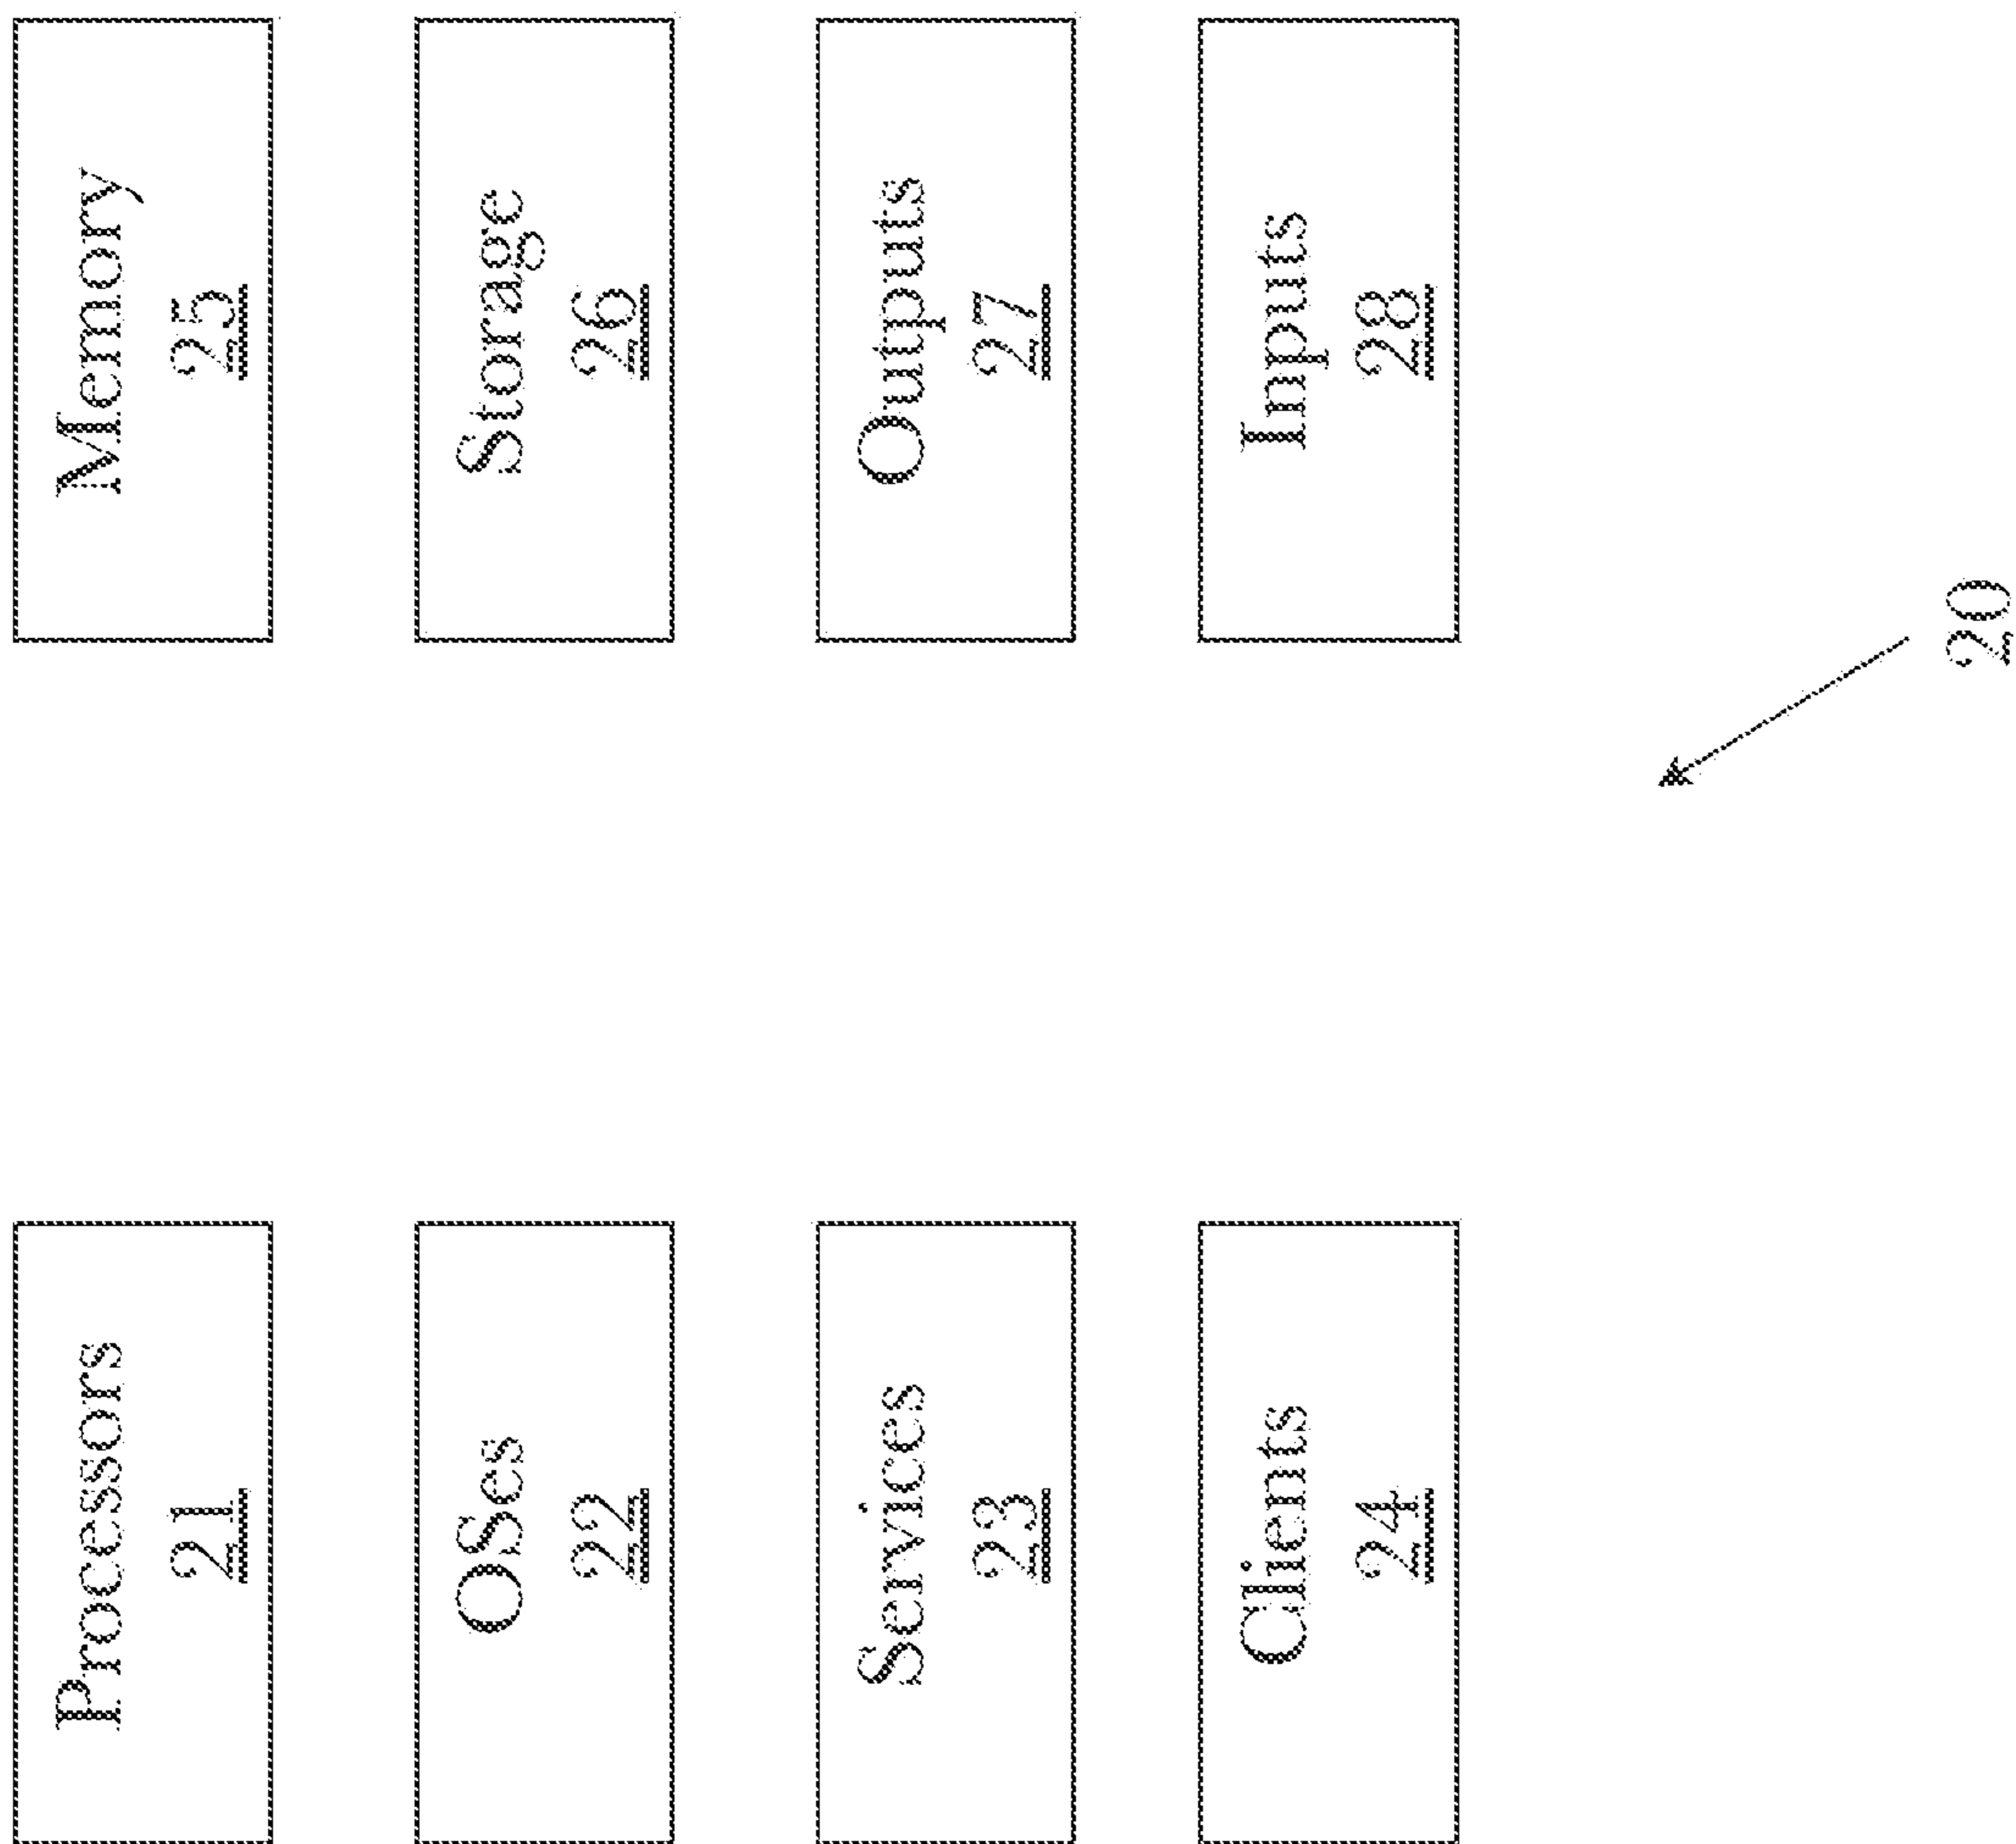 Processors
21
Memory
25
OSes
22
Storage
26
Services
23
Outputs
27
Clients
24
Inputs
28
20